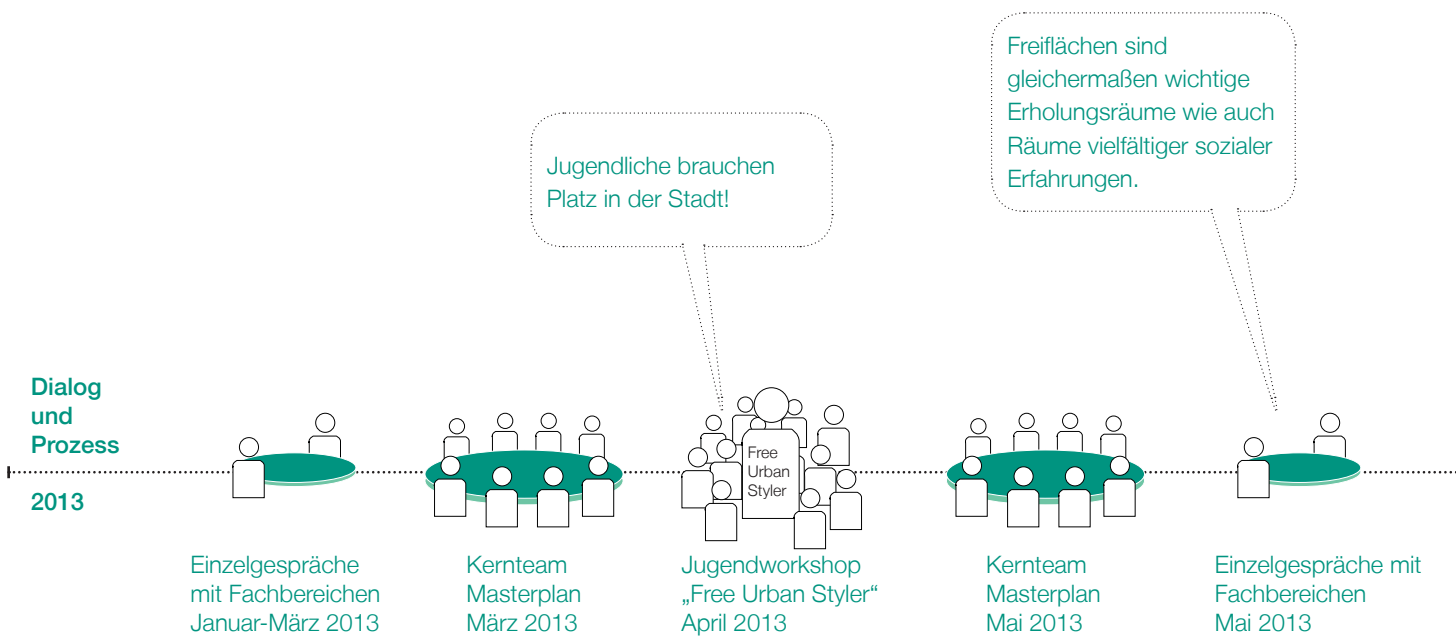 Freiflächen sind
gleichermaßen wichtige
Erholungsräume wie auch
Räume vielfältiger sozialer
Erfahrungen.
Jugendliche brauchen
Platz in der Stadt!
Dialog
und
Prozess
2013
Free
Urban
Styler
Einzelgespräche
mit Fachbereichen
Januar-März 2013
Kernteam
Masterplan
März 2013
Jugendworkshop
„Free Urban Styler“
April 2013
Kernteam
Masterplan
Mai 2013
Einzelgespräche mit
Fachbereichen
Mai 2013